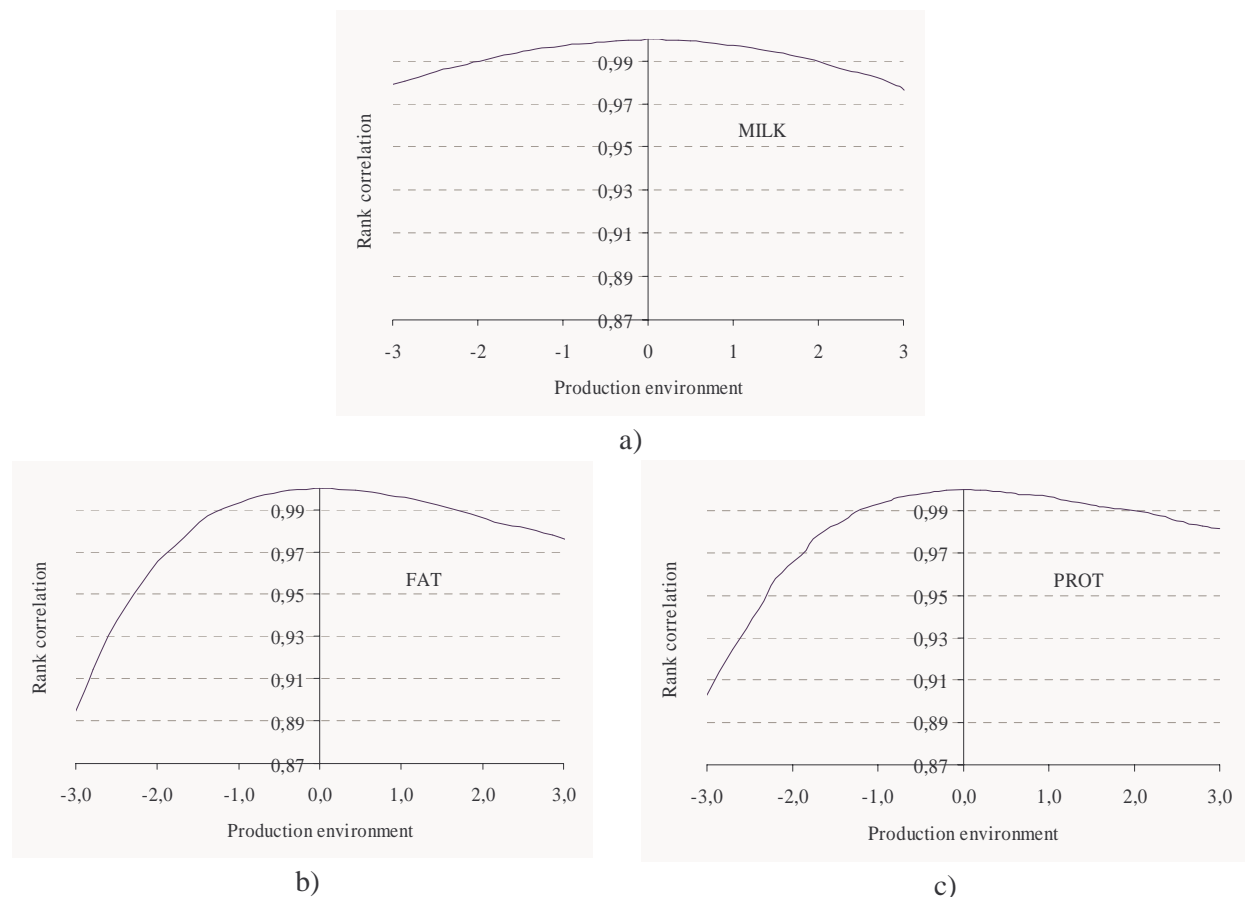 0,99
0,97
MILK
0,95
0,93
0,91
0,89
0,87
Rank correlation
-3 -2 -1 0 1 2 3
Production environment
a)
0,99
0,97
FAT
0,95
0,93
0,91
0,89
0,87
Rank correlation
-3,0 -2,0 -1,0 0,0 1,0 2,0 3,0
Production environment
b)
0,99
0,97
PROT
0,95
0,93
0,91
0,89
0,87
Rank correlation
-3,0 -2,0 -1,0 0,0 1,0 2,0 3,0
Production environment
c)